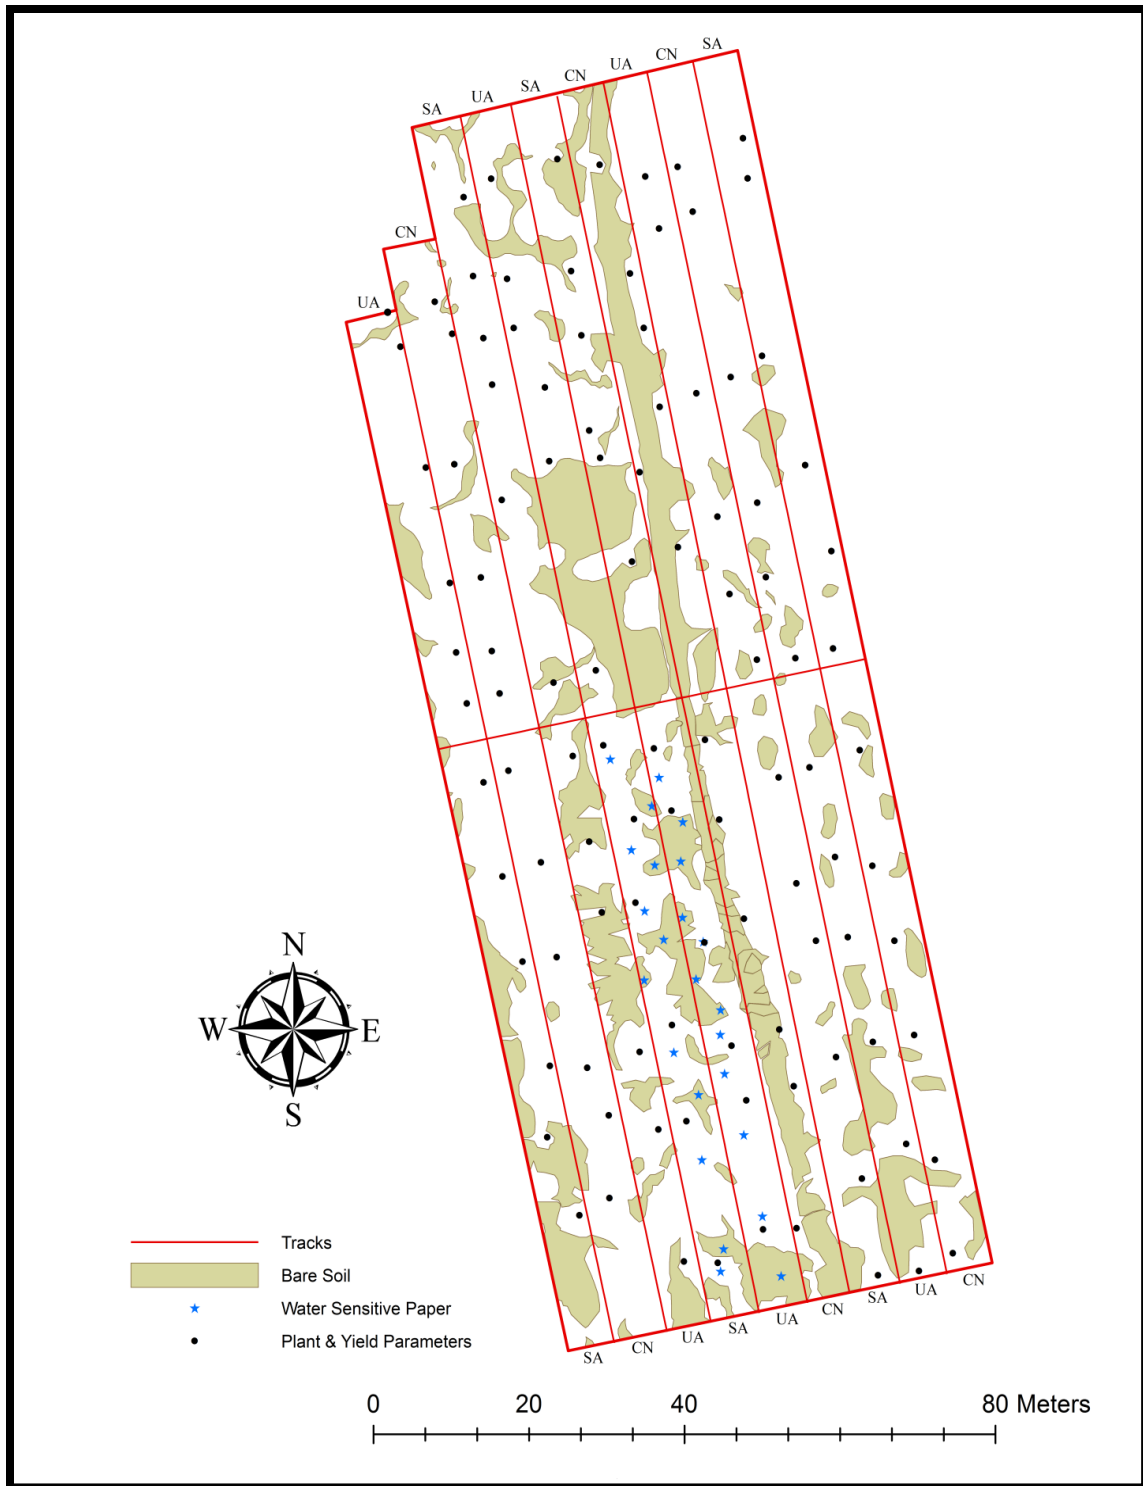 SA UA SA CN UA CN SA
CN
UA
N
W E
S
Tracks
Bare Soil
Water Sensitive Paper
Plant & Yield Parameters
SA CN UA SA UA CN SA UA CN
0 20 40 80 Meters